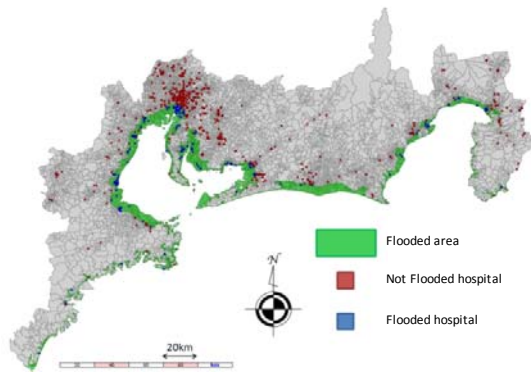 Flooded area
N
Not Flooded hospital
Flooded hospital
20km